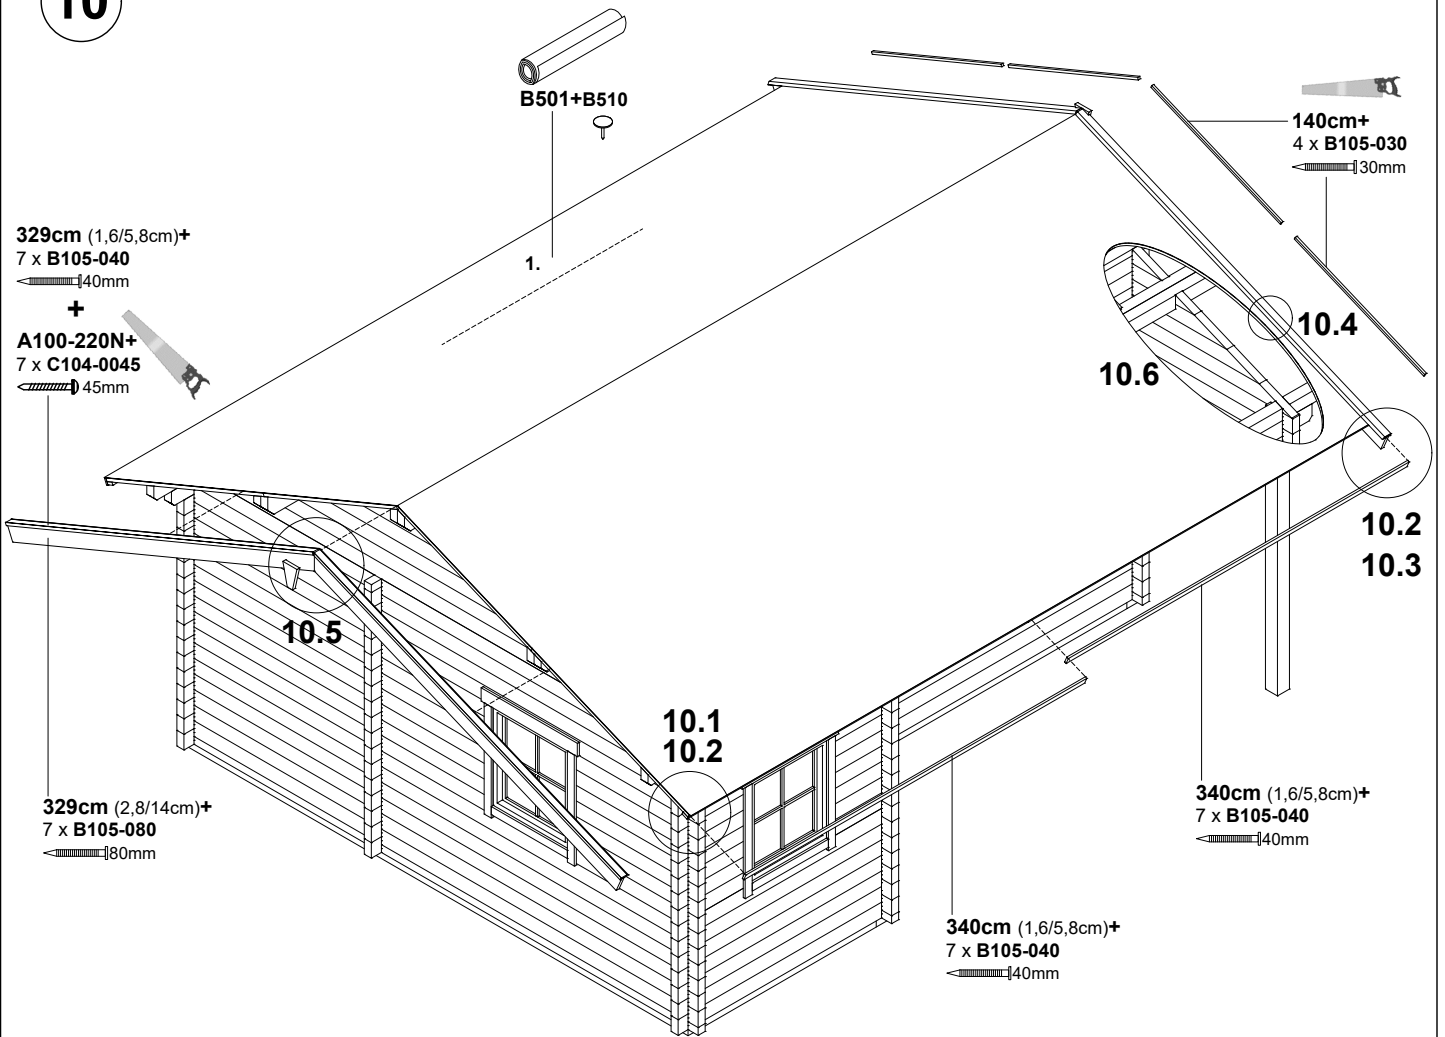 10
B501+B510
140cm+
4 x B105-030
30mm
329cm (1,6/5,8cm)+
7 x B105-040
40mm
+
A100-220N+
7 x C104-0045
45mm
1.
10.4
10.6
10.2
10.3
10.5
10.1
10.2
329cm (2,8/14cm)+
7 x B105-080
80mm
340cm (1,6/5,8cm)+
7 x B105-040
40mm
340cm (1,6/5,8cm)+
7 x B105-040
40mm